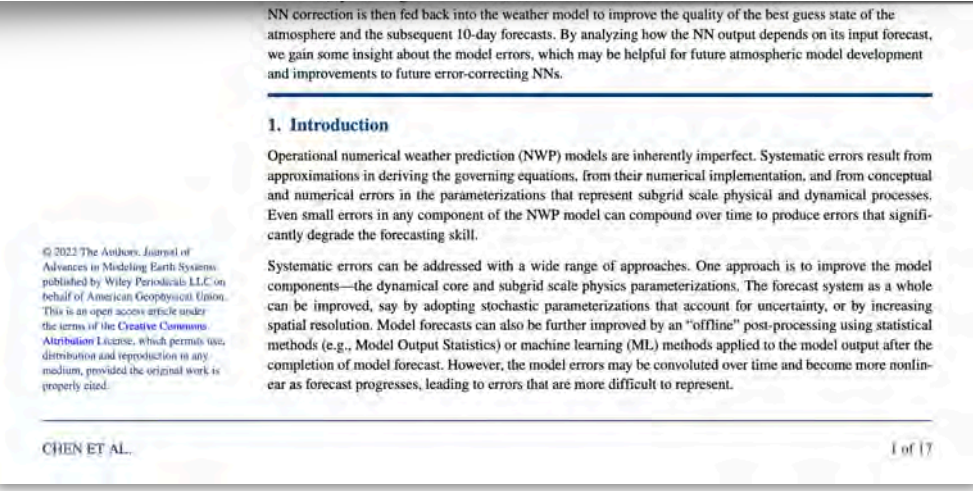 NN correction is then fed back into the weather model to improve the quality of the best guess state of the
atmosphere and the subsequent 10-day forecasts. By analyzing how the NN output depends on its input forecast,
we gain some insight about the model errors, which may be helpful for future atmospheric model development
and improvements to future error-correcting NNs.
1. Introduction
Operational numerical weather prediction (NWP) models are inherently imperfect. Systematic errors result from
approximations in deriving the governing equations, from their numerical implementation, and from conceptual
and numerical errors in the parameterizations that represent subgrid scale physical and dynamical processes.
Even small errors in any component of the NWP model can compound over time to produce errors that signifi-
cantly degrade the forecasting skill.
Systematic errors can be addressed with a wide range of approaches. One approach is to improve the model
components—the dynamical core and subgrid scale physics parameterizations. The forecast system as a whole
can be improved, say by adopting stochastic parameterizations that account for uncertainty, or by increasing
spatial resolution. Model forecasts can also be further improved by an “offline” post-processing using statistical
methods (e.g., Model Output Statistics) or machine learning (ML) methods applied to the model output after the
completion of model forecast. However, the model errors may be convoluted over time and become more nonlin-
ear as forecast progresses, leading to errors that are more difficult to represent.
© 2022 The Authors. Journal of
Advances in Modeling Earth Systems
published by Wiley Periodicals LLC on
behalf of American Geophysical Union.
This is an open access article under
the terms of the Creative Commons
Attribution License, which permits use,
distribution and reproduction in any
medium, provided the original work is
properly cited.
CHEN ET AL.
1 of 17